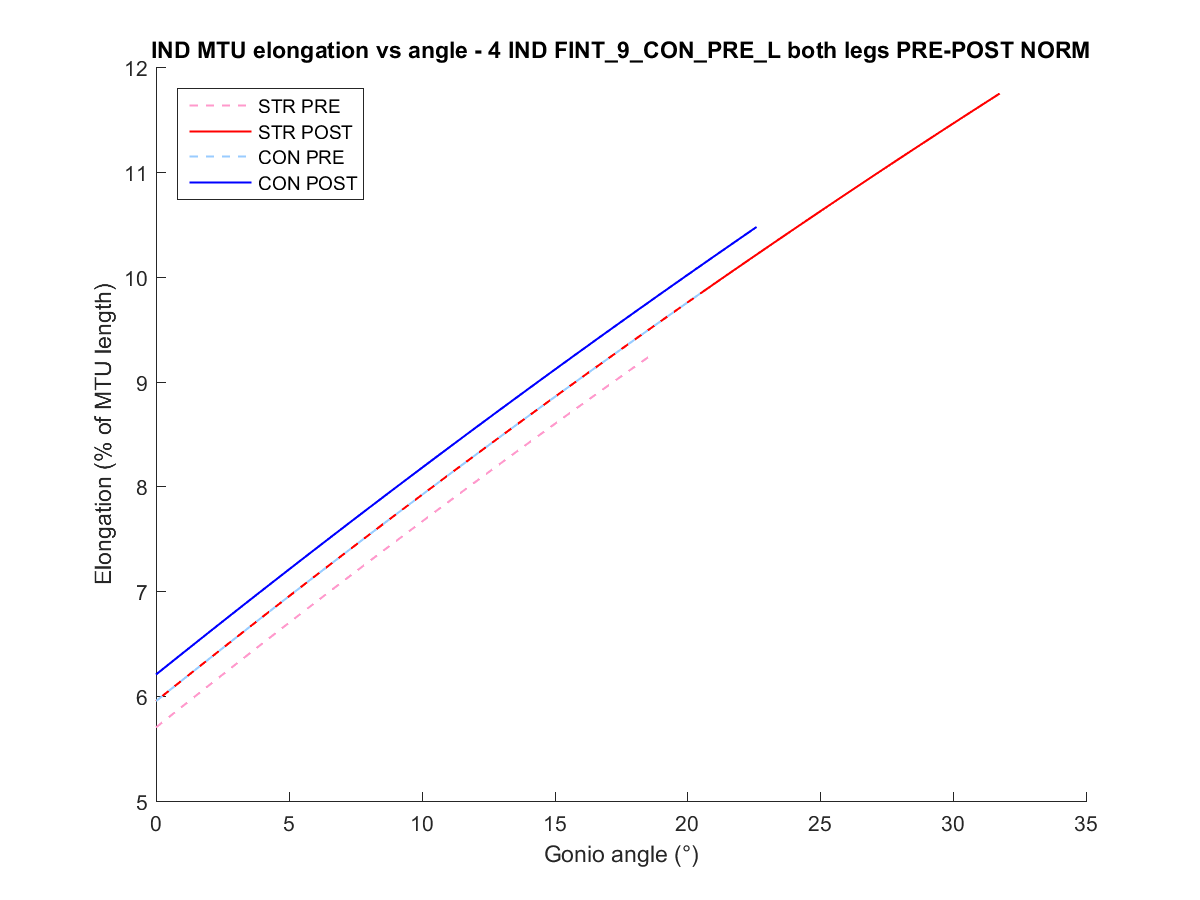 IND MTU elongation vs angle - 4 IND FINT_9_CON_PRE_L both legs PRE-POST NORM
12
11
10
9
8
7
6
5
Elongation (% of MTU length)
STR PRE
STR POST
CON PRE
CON POST
0 5 10 15 20 25 30 35
Gonio angle (°)